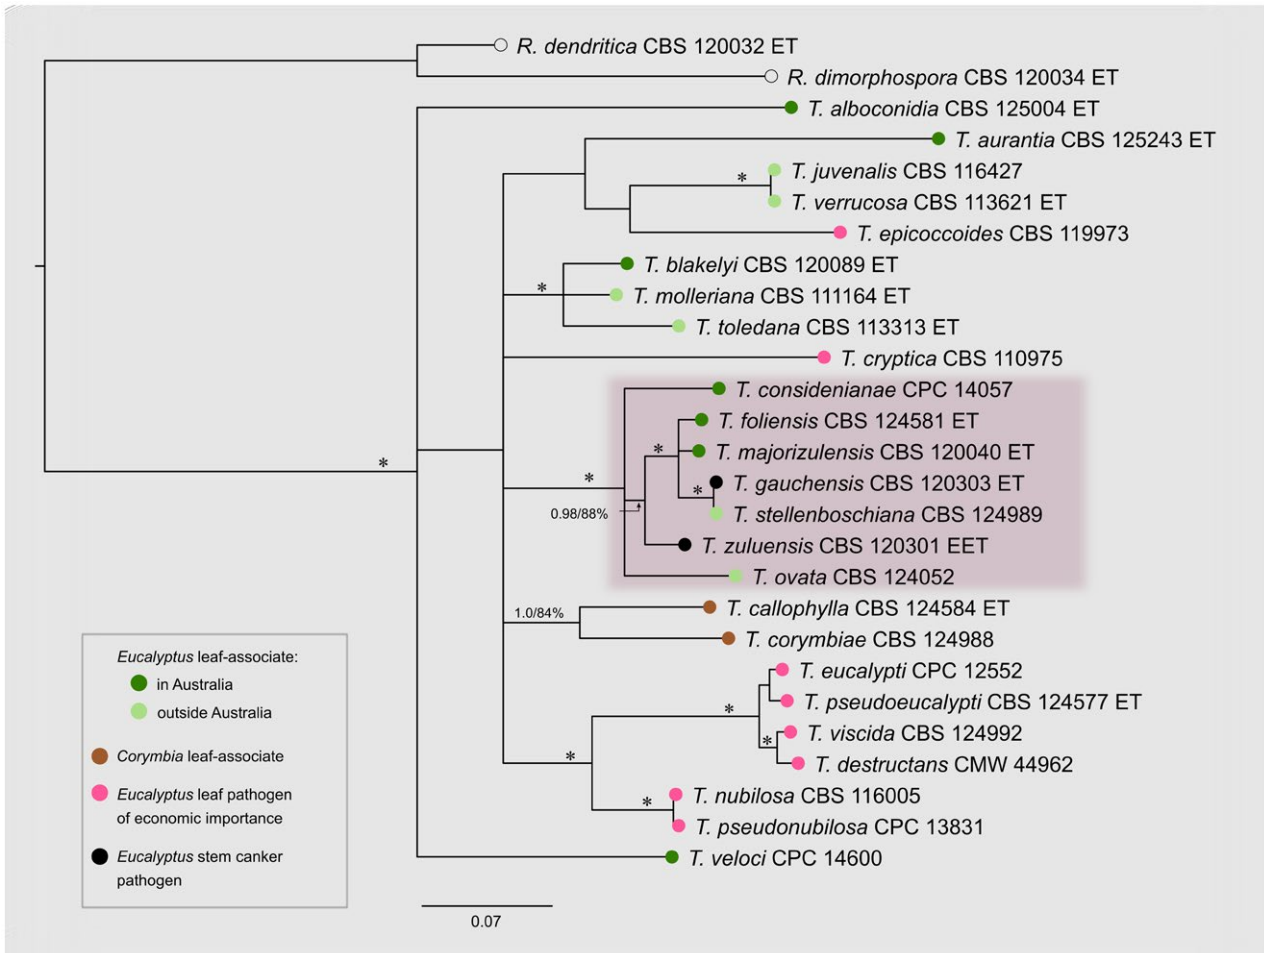 R. dendritica CBS 120032 ET
R. dimorphospora CBS 120034 ET
T. alboconidia CBS 125004 ET
T. aurantia CBS 125243 ET
* T. juvenalis CBS 116427
T. verrucosa CBS 113621 ET
T. epicoccoides CBS 119973
T. blakelyi CBS 120089 ET
* T. molleriana CBS 111164 ET
T. toledana CBS 113313 ET
T. cryptica CBS 110975
T. considenianae CPC 14057
T. foliensis CBS 124581 ET
* T. majorizulensis CBS 120040 ET
* * T. gauchensis CBS 120303 ET
* 0.98/88% T. stellenboschiana CBS 124989
T. zuluensis CBS 120301 EET
T. ovata CBS 124052
1.0/84% T. callophylla CBS 124584 ET
T. corymbiae CBS 124988
T. eucalypti CPC 12552
* T. pseudoeucalypti CBS 124577 ET
* T. viscida CBS 124992
* T. destructans CMW 44962
* T. nubilosa CBS 116005
T. pseudonubilosa CPC 13831
T. veloci CPC 14600
Eucalyptus leaf-associate:
in Australia
outside Australia
Corymbia leaf-associate
Eucalyptus leaf pathogen
of economic importance
Eucalyptus stem canker
pathogen
0.07